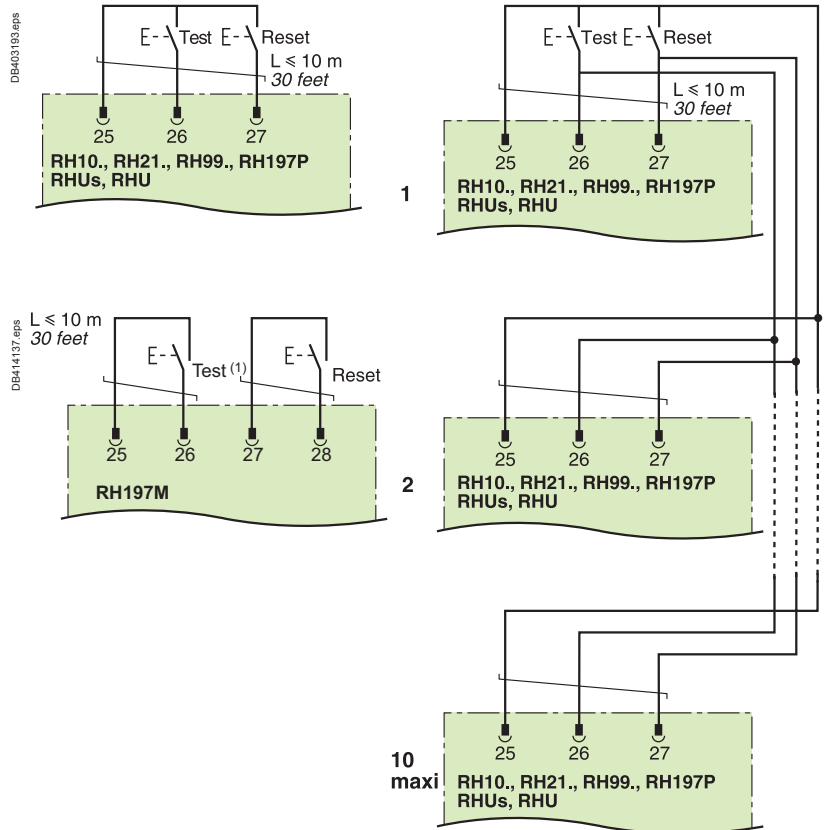 DB403193.eps
Test
Reset
L ≤ 10 m
30 feet
25 26 27
RH10., RH21., RH99., RH197P
RHUs, RHU
DB414137.eps
L ≤ 10 m
30 feet
Test (1)
Reset
25 26 27 28
RH197M
1
Test
Reset
L ≤ 10 m
30 feet
25 26 27
RH10., RH21., RH99., RH197P
RHUs, RHU
2
25 26 27
RH10., RH21., RH99., RH197P
RHUs, RHU
10
maxi
25 26 27
RH10., RH21., RH99., RH197P
RHUs, RHU